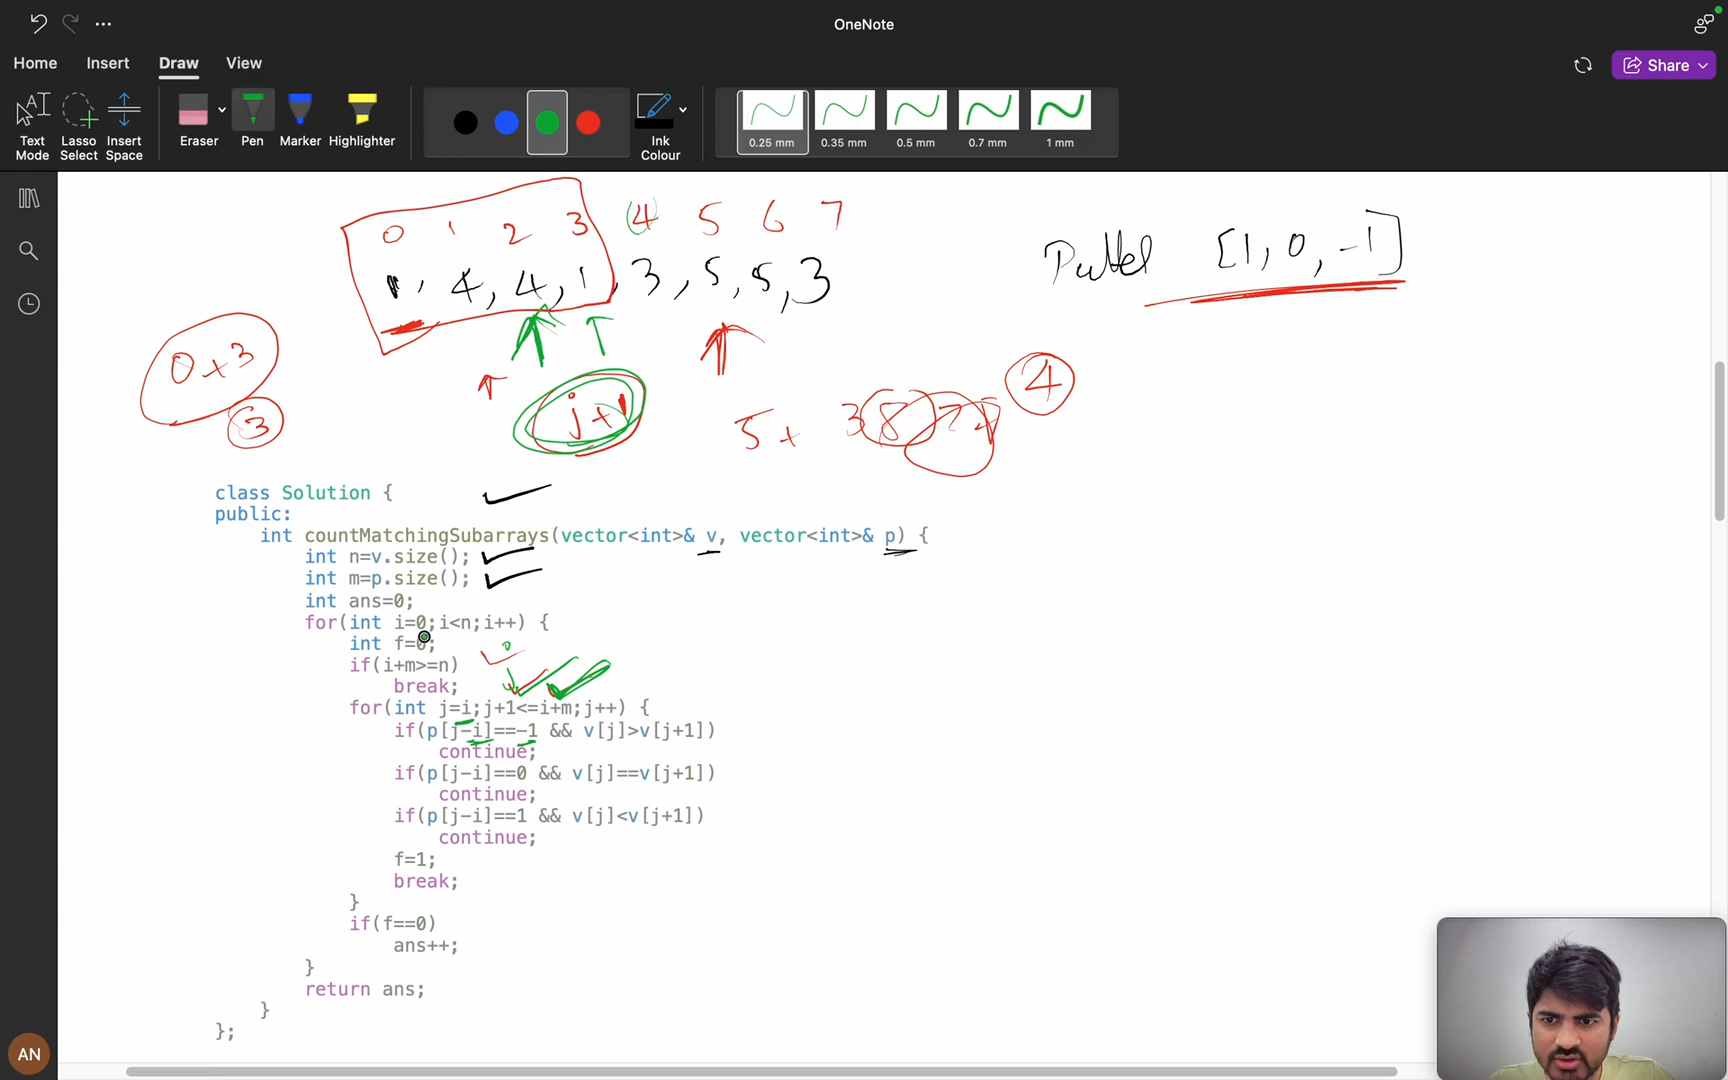 OneNote
Home Insert Draw View
Share
Text Mode
Lasso Select
Insert Space
Eraser
Pen
Marker
Highlighter
Ink Colour
0.25 mm
0.35 mm
0.5 mm
0.7 mm
1 mm
0 1 2 3 4 5 6 7
1, 4, 4, 1, 3, 5, 5, 3
[1, 0, -1]
0+3
3
j+1
5+
3
8
4
class Solution {
public:
int countMatchingSubarrays(vector<int>& v, vector<int>& p) {
int n=v.size();
int m=p.size();
int ans=0;
for(int i=0;i<n;i++) {
int f=0;
if(i+m>=n)
break;
for(int j=i;j+1<=i+m;j++) {
if(p[j-i]==-1 && v[j]>v[j+1])
continue;
if(p[j-i]==0 && v[j]==v[j+1])
continue;
if(p[j-i]==1 && v[j]<v[j+1])
continue;
f=1;
break;
}
if(f==0)
ans++;
}
return ans;
}
};
AN